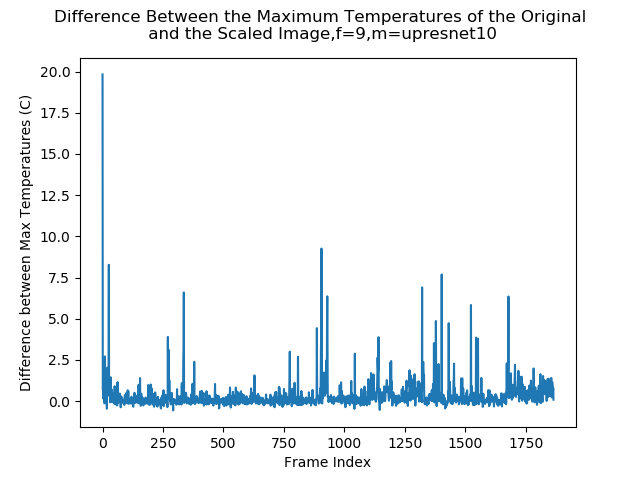 Difference Between the Maximum Temperatures of the Original
and the Scaled Image,f=9,m=upresnet10
Difference between Max Temperatures (C)
20.0
17.5
15.0
12.5
10.0
7.5
5.0
2.5
0.0
0 250 500 750 1000 1250 1500 1750
Frame Index